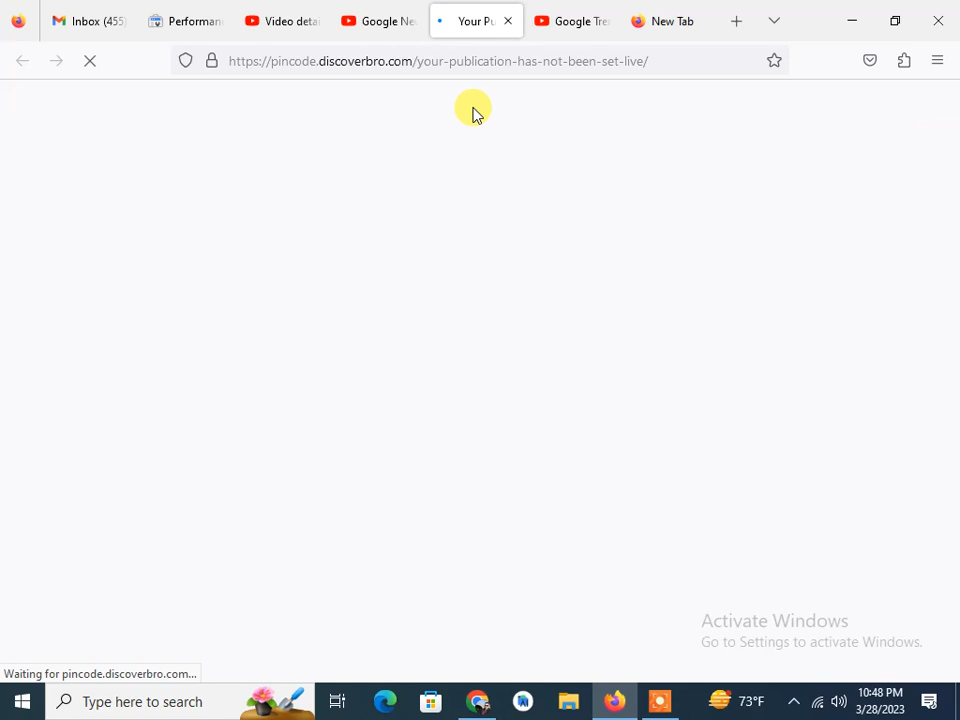 Inbox (455)
Performan
Video deta
Google Ne
Your Pu
Google Tre
New Tab
https://pincode.discoverbro.com/your-publication-has-not-been-set-live/
Activate Windows
Go to Settings to activate Windows.
Waiting for pincode.discoverbro.com...
Type here to search
73°F
10:48 PM
3/28/2023